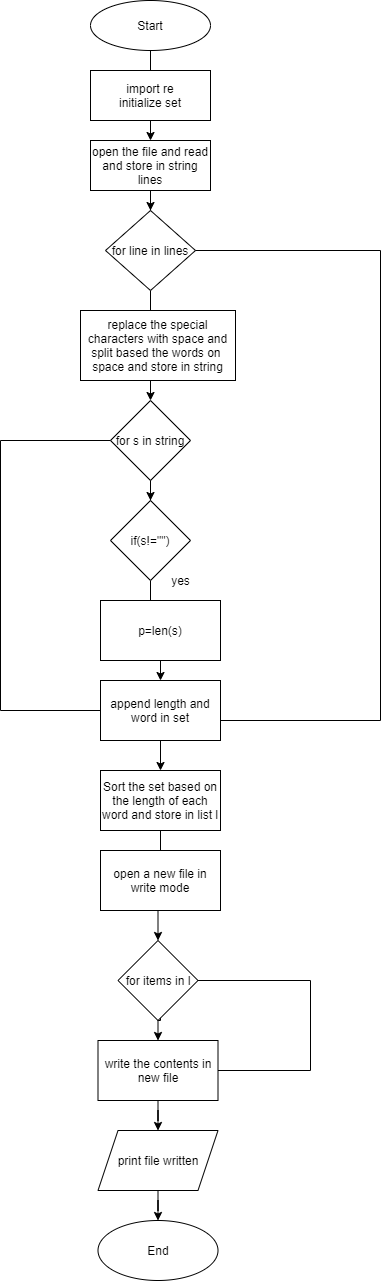 Start
import re
initialize set
open the file and read
and store in string
lines
for line in lines
replace the special
characters with space and
split based the words on
space and store in string
for s in string
if(s!="")
yes
p=len(s)
append length and
word in set
Sort the set based on
the length of each
word and store in list l
open a new file in
write mode
for items in l
write the contents in
new file
print file written
End